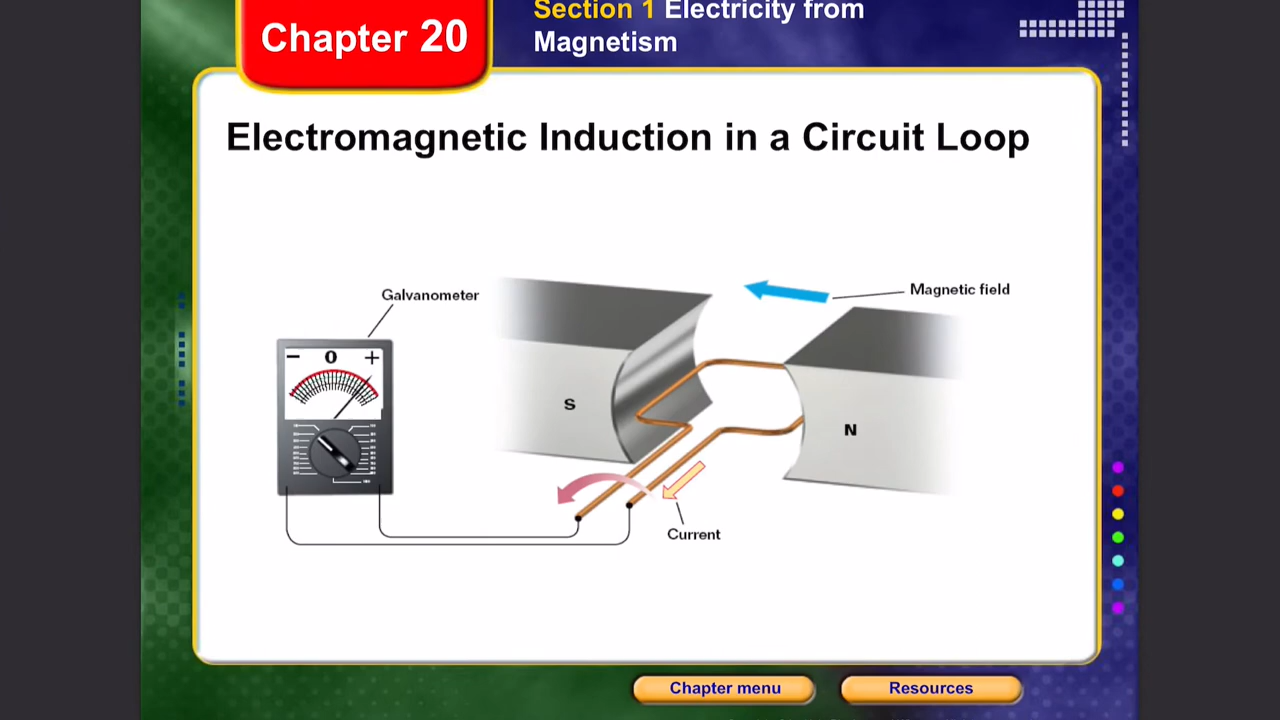 Chapter 20
Section 1 Electricity from
Magnetism
Electromagnetic Induction in a Circuit Loop
Galvanometer
Magnetic field
− 0 +
S
N
Current
Chapter menu
Resources